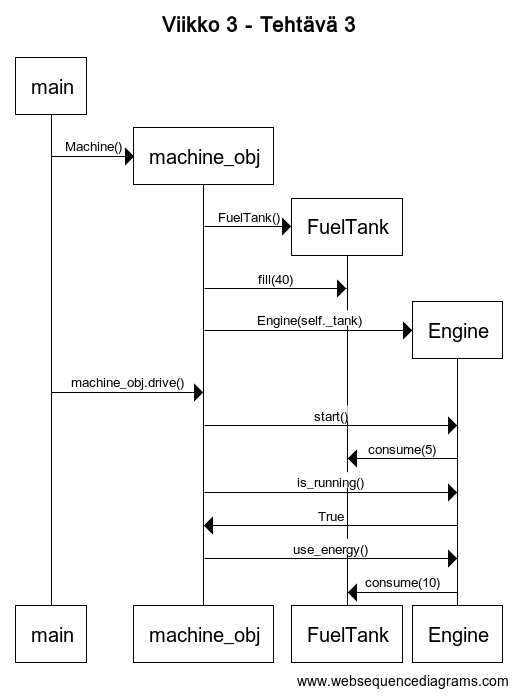 Viikko 3 - Tehtävä 3
main
Machine()
machine_obj
FuelTank()
FuelTank
fill(40)
Engine(self._tank)
Engine
machine_obj.drive()
start()
consume(5)
is_running()
True
use_energy()
consume(10)
main
machine_obj
FuelTank
Engine
www.websequencediagrams.com